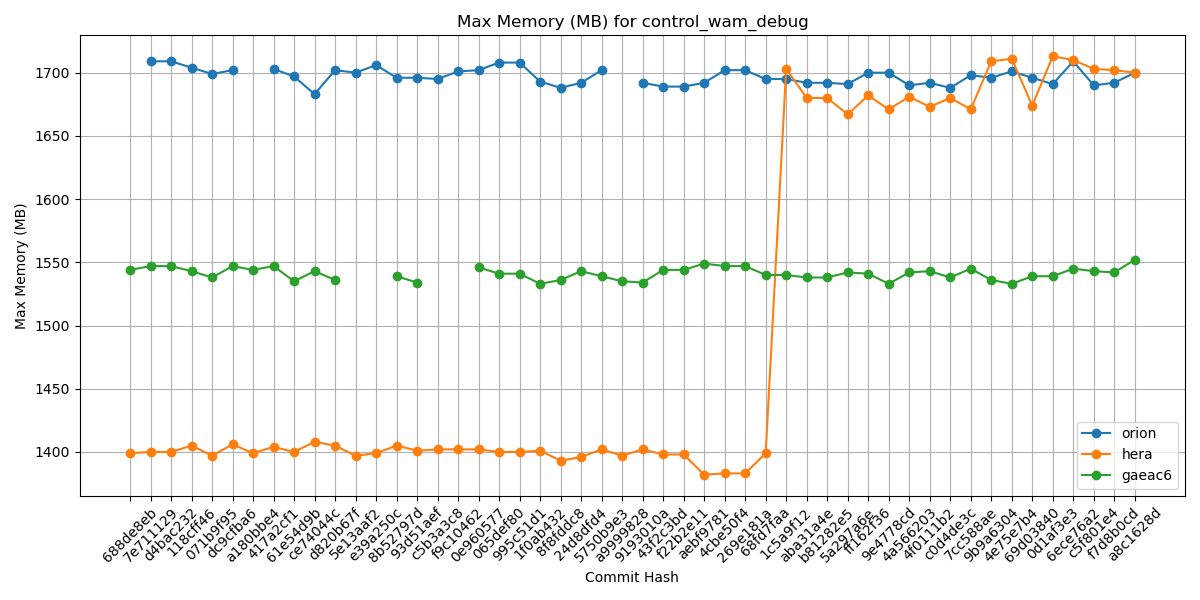 Max Memory (MB) for control_wam_debug
Max Memory (MB)
1700
1650
1600
1550
1500
1450
1400
orion
hera
gaeac6
688de8eb
7e711129
d4bac232
118cff46
071b9f95
dc9cfba6
a180bbe4
417a2cf1
61e54d9b
ce74044c
d820b67f
5e13aaf2
e39a250c
8b52797d
93d51aef
c5b3a3c8
f9c10462
0e960577
065def80
995c51d1
1f0ab432
8f8fddc8
24d8dfd4
5750b9e3
a9999828
9193010a
43f2c3bd
f22b2e11
aebf9781
4cbe50f4
269e181a
68fd7faa
1c5a9f12
aba31a4e
b81282e5
5a297a6e
ff162f36
9e4778cd
4a566203
4f0111b2
c0d4de3c
7cc588ae
9b9a6304
4e75e7b4
69d03840
0d1af3e3
6ece76a2
c5f801e4
f7d8b0cd
a8c1628d
Commit Hash